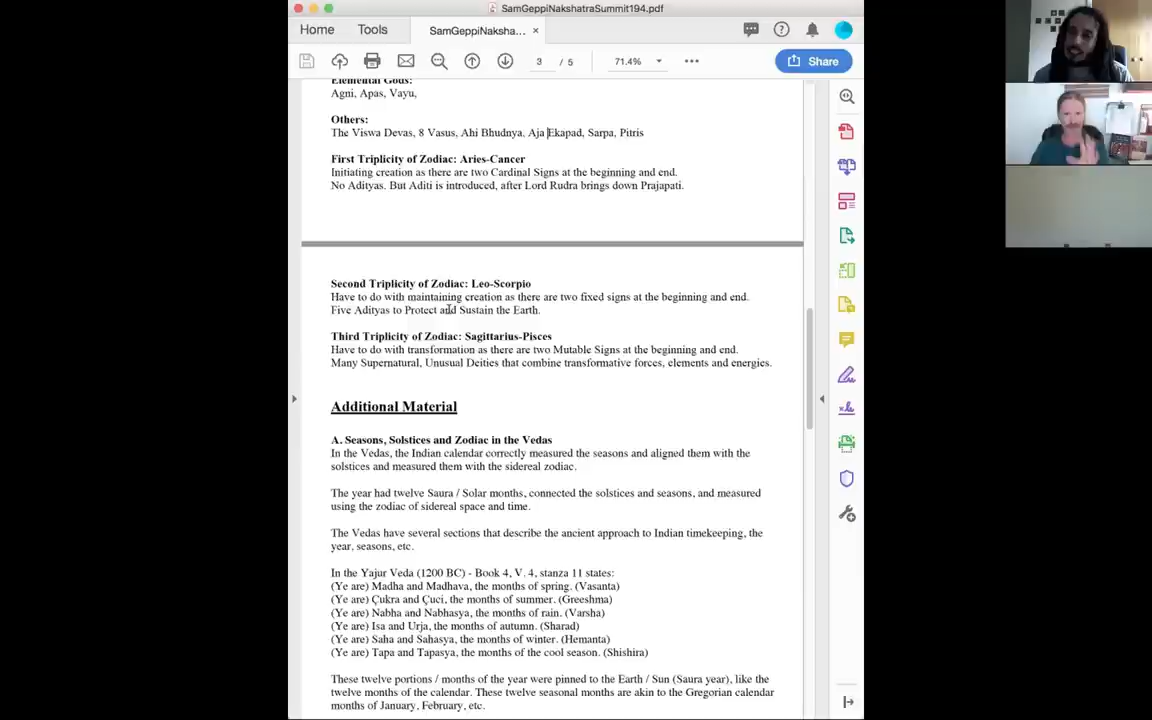 SamGeppiNakshatraSummit194.pdf
Home
Tools
SamGeppiNaksha...
Share
3 / 5
71.4%
Elemental Gods:
Agni, Apas, Vayu,
Others:
The Viswa Devas, 8 Vasus, Ahi Bhudnya, Aja Ekapad, Sarpa, Pitris
First Triplicity of Zodiac: Aries-Cancer
Initiating creation as there are two Cardinal Signs at the beginning and end.
No Adityas. But Aditi is introduced, after Lord Rudra brings down Prajapati.
Second Triplicity of Zodiac: Leo-Scorpio
Have to do with maintaining creation as there are two fixed signs at the beginning and end.
Five Adityas to Protect and Sustain the Earth.
Third Triplicity of Zodiac: Sagittarius-Pisces
Have to do with transformation as there are two Mutable Signs at the beginning and end.
Many Supernatural, Unusual Deities that combine transformative forces, elements and energies.
Additional Material
A. Seasons, Solstices and Zodiac in the Vedas
In the Vedas, the Indian calendar correctly measured the seasons and aligned them with the
solstices and measured them with the sidereal zodiac.
The year had twelve Saura / Solar months, connected the solstices and seasons, and measured
using the zodiac of sidereal space and time.
The Vedas have several sections that describe the ancient approach to Indian timekeeping, the
year, seasons, etc.
In the Yajur Veda (1200 BC) - Book 4, V. 4, stanza 11 states:
(Ye are) Madha and Madhava, the months of spring. (Vasanta)
(Ye are) Çukra and Çuci, the months of summer. (Greeshma)
(Ye are) Nabha and Nabhasya, the months of rain. (Varsha)
(Ye are) Isa and Urja, the months of autumn. (Sharad)
(Ye are) Saha and Sahasya, the months of winter. (Hemanta)
(Ye are) Tapa and Tapasya, the months of the cool season. (Shishira)
These twelve portions / months of the year were pinned to the Earth / Sun (Saura year), like the
twelve months of the calendar. These twelve seasonal months are akin to the Gregorian calendar
months of January, February, etc.